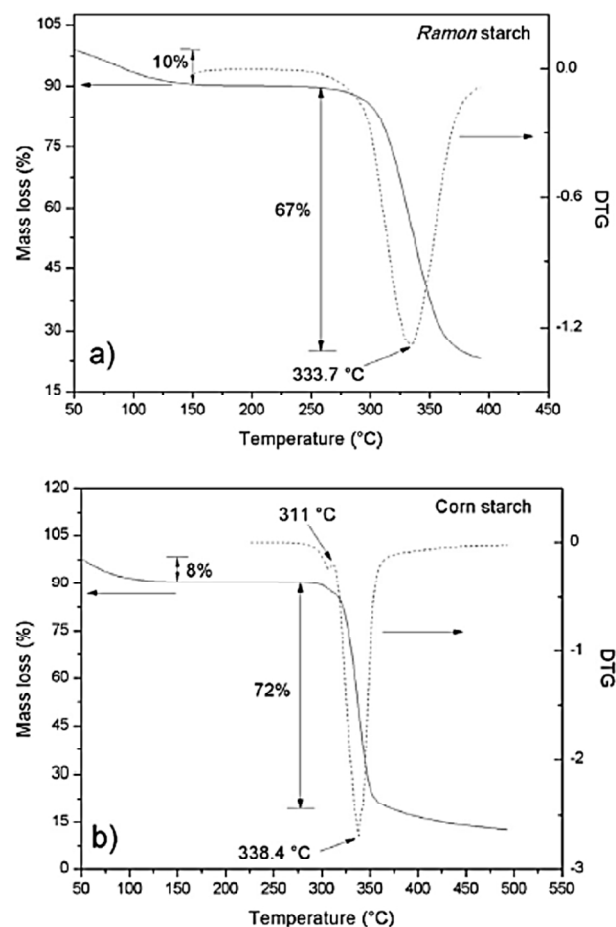 105
90
75
60
45
30
15
Mass loss (%)
10%
67%
Ramon starch
0.0
-0.6
-1.2
DTG
a)
333.7 °C
50 100 150 200 250 300 350 400 450
Temperature (°C)
120
105
90
75
60
45
30
15
0
Mass loss (%)
311 °C
Corn starch
8%
72%
0
-1
-2
-3
DTG
b)
338.4 °C
50 100 150 200 250 300 350 400 450 500 550
Temperature (°C)